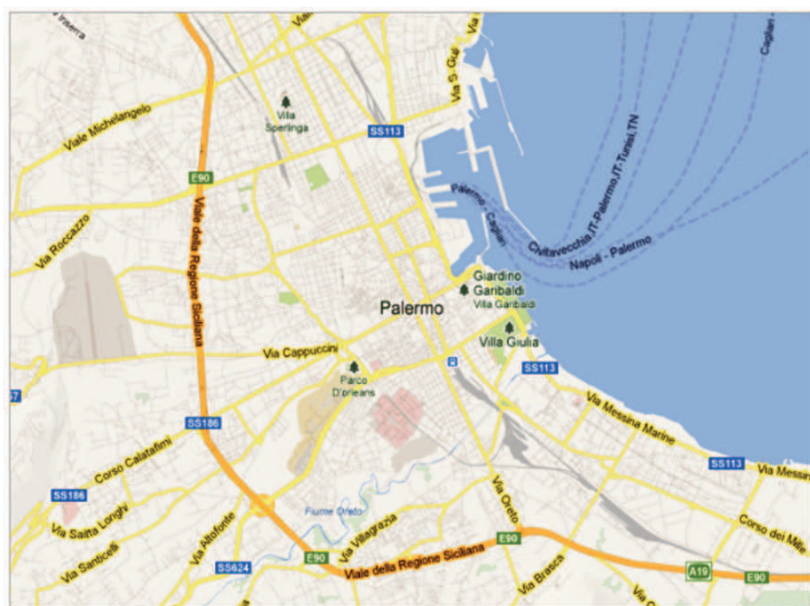 Via
Via S. Gul
Cagliari -
Viale Michelangelo
Villa
Sperlinga
SS113
E90
Civitavecchia,IT-Palermo,IT-Tunisi,TN
Palermo - Cagliari
Napoli - Palermo
Via Roccazzo
Viale della Regione Siciliana
Giardino
Garibaldi
Villa Garibaldi
Palermo
Villa Giulia
Via Cappuccini
Parco
D'orleans
SS113
SS186
Via Messina Marine
Corso Calatafimi
SS113
Via Messin
SS186
Via Oreto
Via Saitta Longhi
Fiume Oreto
Via Altofonte
Via Villagrazia
Corso dei Mille
E90
E90
Via Santicelli
SS624
Viale della Regione Siciliana
Via Brasca
A19
E90